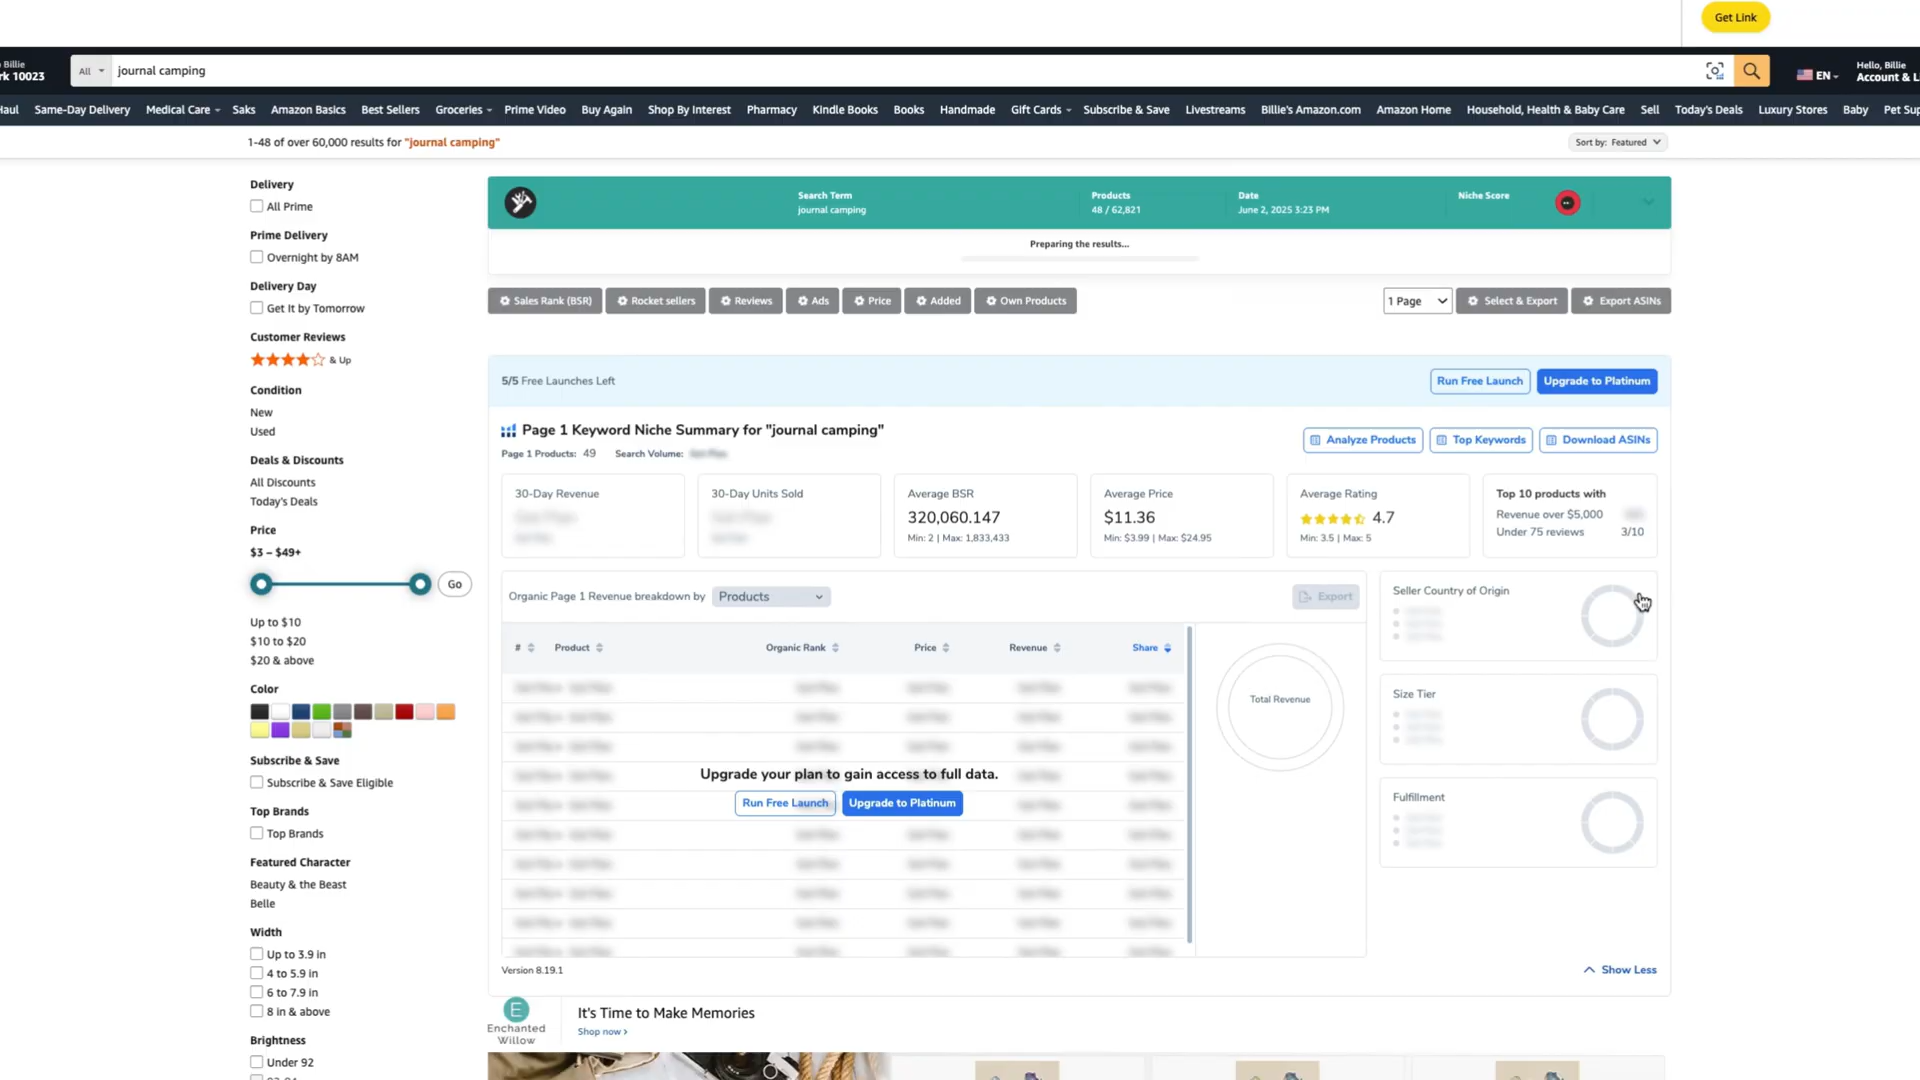 Get Link
Billie
rk 10023
All
journal camping
EN
Hello, Billie
Account & L
Haul
Same-Day Delivery
Medical Care
Saks
Amazon Basics
Best Sellers
Groceries
Prime Video
Buy Again
Shop By Interest
Pharmacy
Kindle Books
Books
Handmade
Gift Cards
Subscribe & Save
Livestreams
Billie's Amazon.com
Amazon Home
Household, Health & Baby Care
Sell
Today's Deals
Luxury Stores
Baby
Pet Sup
1-48 of over 60,000 results for "journal camping"
Sort by: Featured
Delivery
All Prime
Prime Delivery
Overnight by 8AM
Delivery Day
Get It by Tomorrow
Customer Reviews
& Up
Condition
New
Used
Deals & Discounts
All Discounts
Today's Deals
Price
$3 – $49+
Go
Up to $10
$10 to $20
$20 & above
Color
Subscribe & Save
Subscribe & Save Eligible
Top Brands
Top Brands
Featured Character
Beauty & the Beast
Belle
Width
Up to 3.9 in
4 to 5.9 in
6 to 7.9 in
8 in & above
Brightness
Under 92
Search Term
journal camping
Products
48 / 62,821
Date
June 2, 2025 3:23 PM
Niche Score
Preparing the results...
Sales Rank (BSR)
Rocket sellers
Reviews
Ads
Price
Added
Own Products
1 Page
Select & Export
Export ASINs
5/5 Free Launches Left
Run Free Launch
Upgrade to Platinum
Page 1 Keyword Niche Summary for "journal camping"
Page 1 Products: 49
Search Volume:
Analyze Products
Top Keywords
Download ASINs
30-Day Revenue
30-Day Units Sold
Average BSR
320,060.147
Min: 2 | Max: 1,833,433
Average Price
$11.36
Min: $3.99 | Max: $24.95
Average Rating
4.7
Min: 3.5 | Max: 5
Top 10 products with
Revenue over $5,000
Under 75 reviews 3/10
Organic Page 1 Revenue breakdown by
Products
Export
#
Product
Organic Rank
Price
Revenue
Share
Upgrade your plan to gain access to full data.
Run Free Launch
Upgrade to Platinum
Total Revenue
Seller Country of Origin
Size Tier
Fulfillment
Version 8.19.1
Show Less
E
Enchanted
Willow
It's Time to Make Memories
Shop now ›